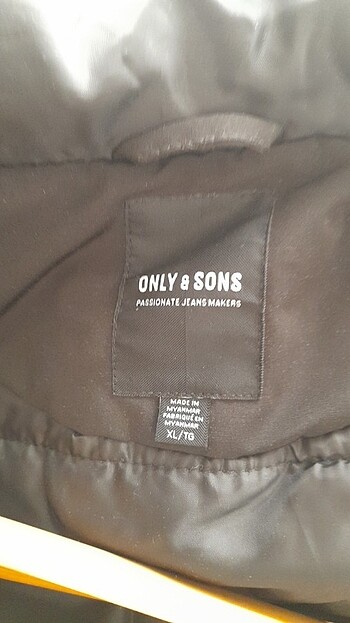 ONLY & SONS
PASSIONATE JEANS MAKERS
MADE IN
MYANMAR
FABRIQUÉ EN
MYANMAR
XL/TG